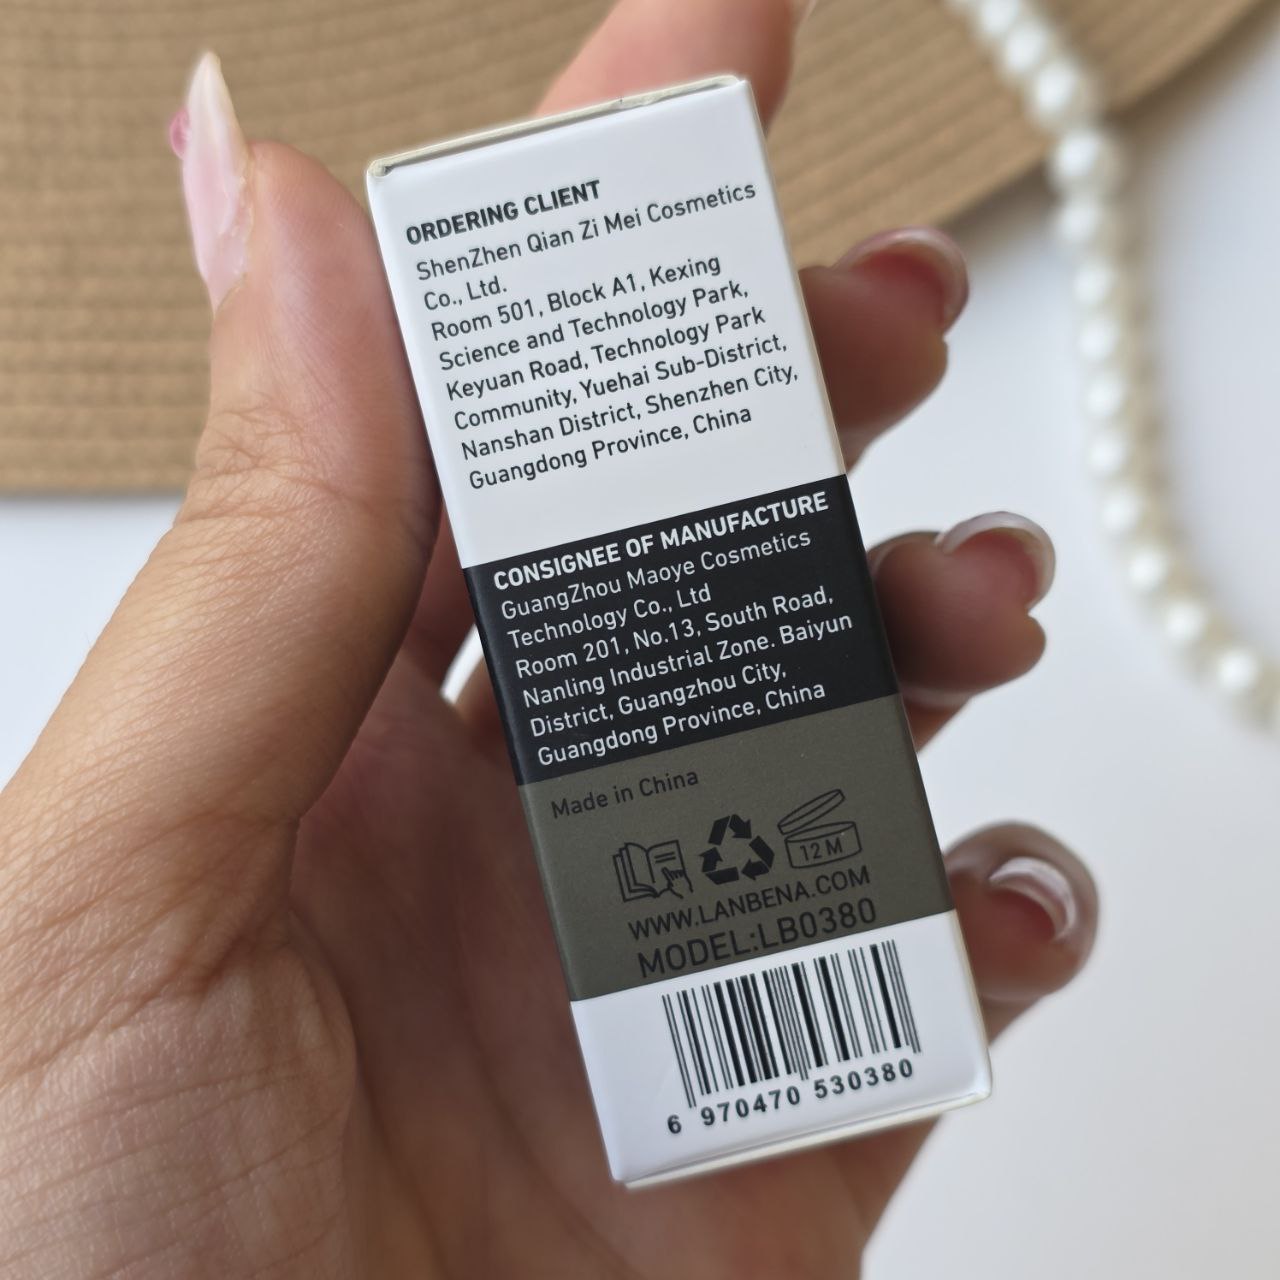 ORDERING CLIENT
ShenZhen Qian Zi Mei Cosmetics
Co., Ltd.
Room 501, Block A1, Kexing
Science and Technology Park,
Keyuan Road, Technology Park
Community, Yuehai Sub-District,
Nanshan District, Shenzhen City,
Guangdong Province, China
CONSIGNEE OF MANUFACTURE
GuangZhou Maoye Cosmetics
Technology Co., Ltd
Room 201, No.13, South Road,
Nanling Industrial Zone. Baiyun
District, Guangzhou City,
Guangdong Province, China
Made in China
12 M
WWW.LANBENA.COM
MODEL:LB0380
6 970470 530380